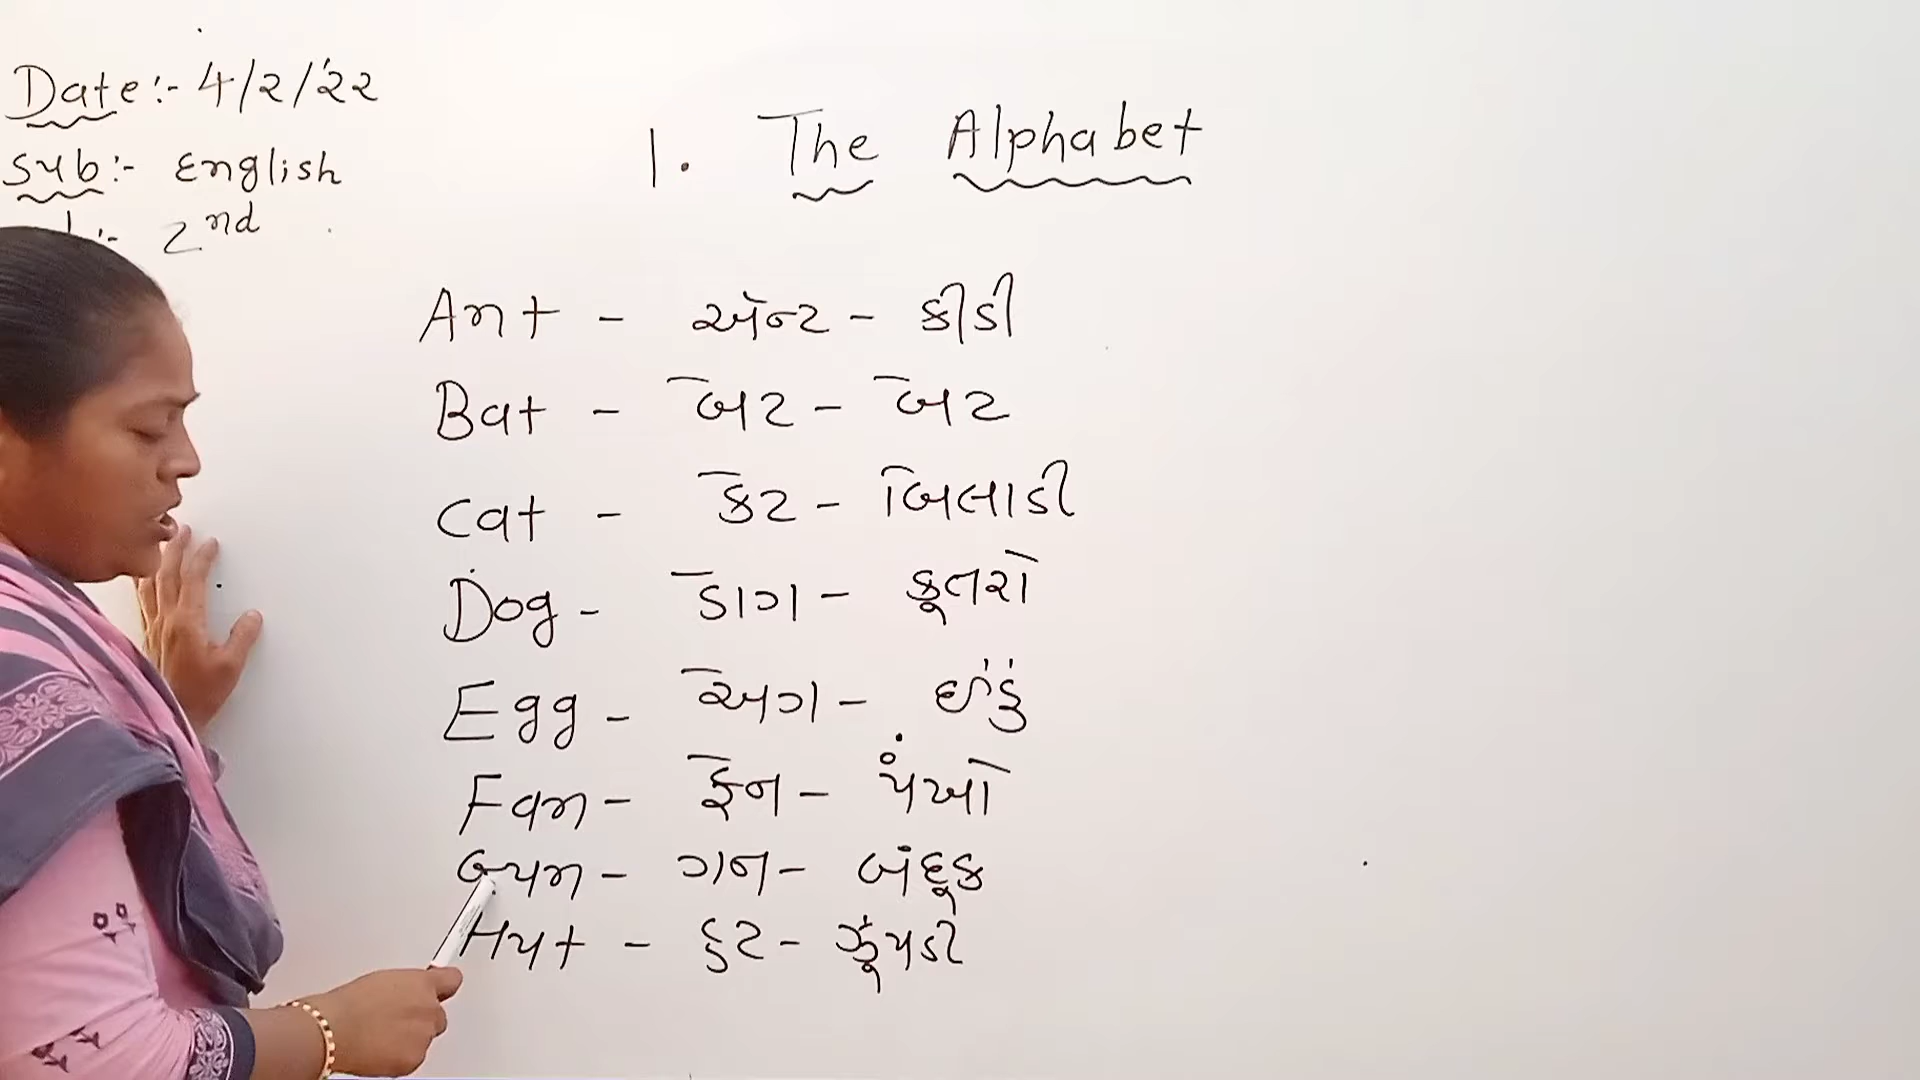 Date:- 4/2/'22
Sub:- English
2nd
1. The Alphabet
Ant - ઍન્ટ - કીડી
Bat - બેટ - બેટ
Cat - કેટ - બિલાડી
Dog - ડૅાગ - કૂતરો
Egg - એગ - ઈંડું
Fan - ફેન - પંખો
Gun - ગન - બંદૂક
Hut - હટ - ઝૂંપડી